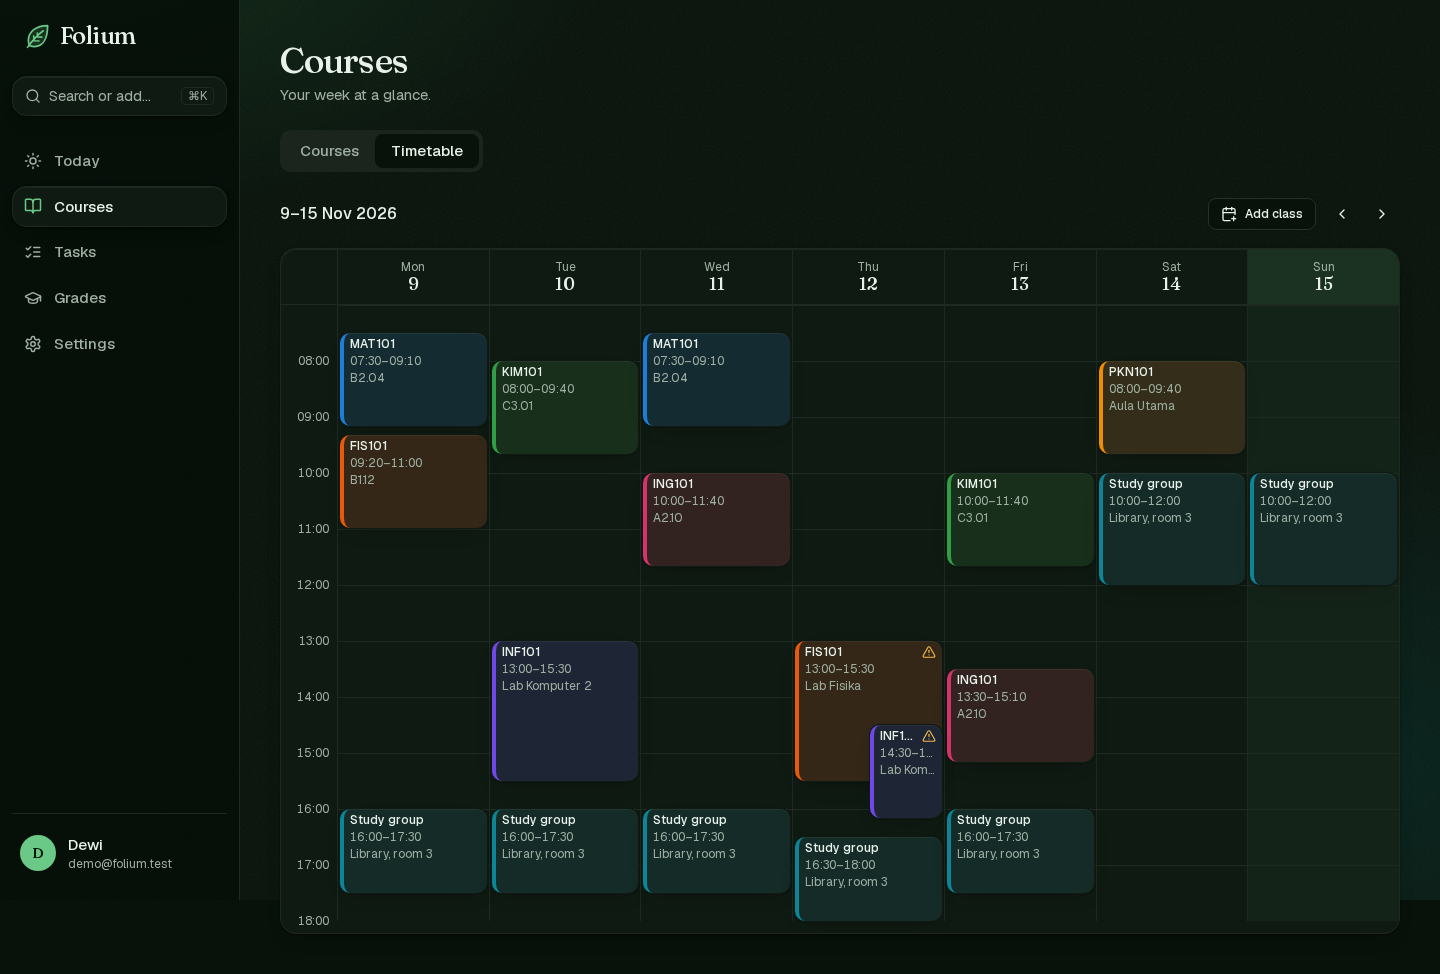 Folium
Search or add... ⌘K
Today
Courses
Tasks
Grades
Settings
D
Dewi
demo@folium.test
Courses
Your week at a glance.
Courses Timetable
9–15 Nov 2026
Add class
Mon 9
Tue 10
Wed 11
Thu 12
Fri 13
Sat 14
Sun 15
08:00
09:00
10:00
11:00
12:00
13:00
14:00
15:00
16:00
17:00
18:00
MAT101
07:30–09:10
B2.04
FIS101
09:20–11:00
B1.12
Study group
16:00–17:30
Library, room 3
KIM101
08:00–09:40
C3.01
INF101
13:00–15:30
Lab Komputer 2
Study group
16:00–17:30
Library, room 3
MAT101
07:30–09:10
B2.04
ING101
10:00–11:40
A2.10
Study group
16:00–17:30
Library, room 3
FIS101
13:00–15:30
Lab Fisika
INF1...
14:30–1...
Lab Kom...
Study group
16:30–18:00
Library, room 3
KIM101
10:00–11:40
C3.01
ING101
13:30–15:10
A2.10
Study group
16:00–17:30
Library, room 3
PKN101
08:00–09:40
Aula Utama
Study group
10:00–12:00
Library, room 3
Study group
10:00–12:00
Library, room 3